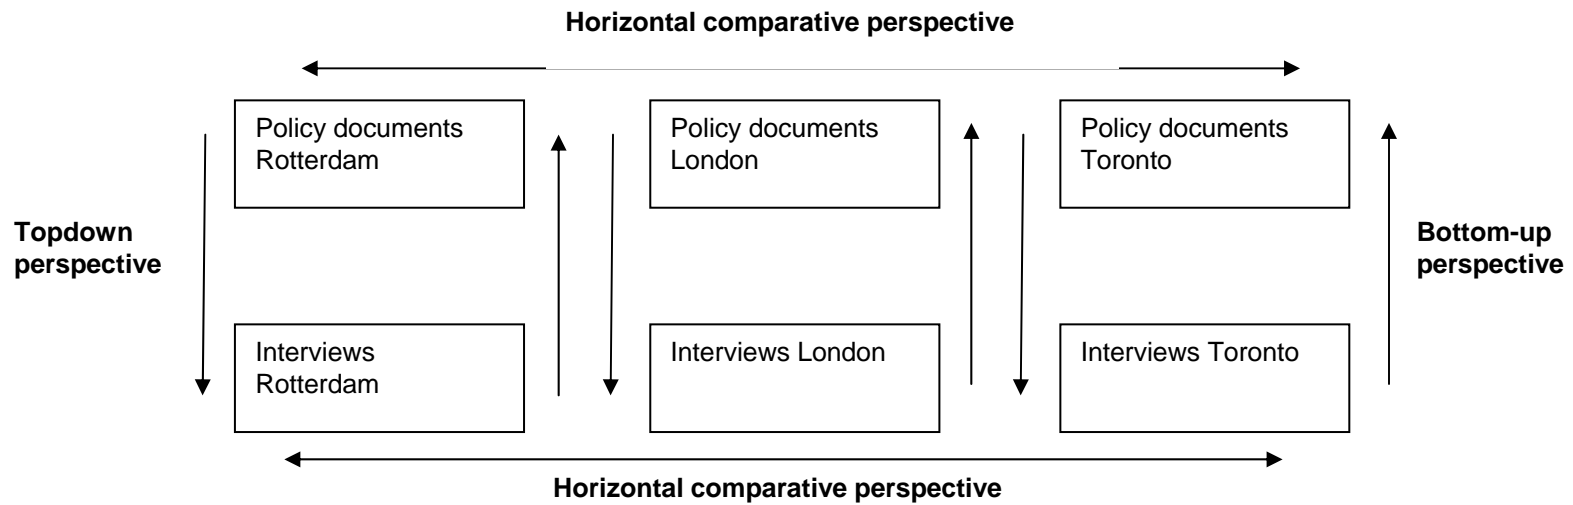 Horizontal comparative perspective
Policy documents
Rotterdam
Policy documents
London
Policy documents
Toronto
Topdown
perspective
Bottom-up
perspective
Interviews
Rotterdam
Interviews London
Interviews Toronto
Horizontal comparative perspective